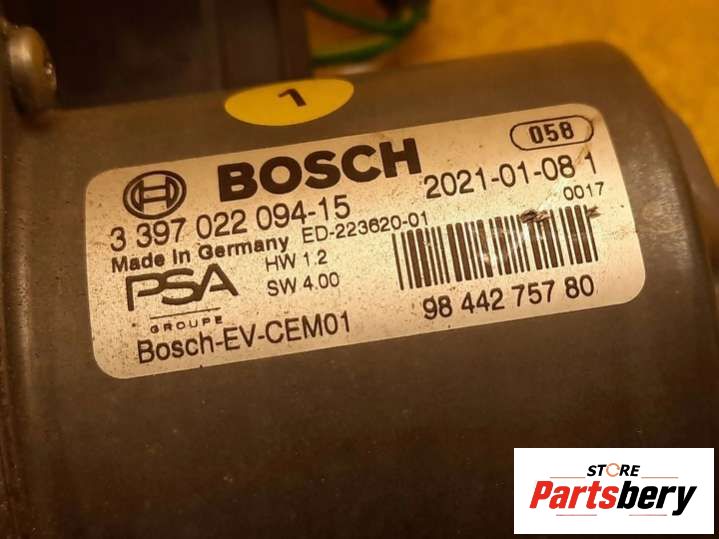 1
058
BOSCH
2021-01-08 1
3 397 022 094-15
0017
Made In Germany
ED-223620-01
HW 1.2
SW 4.00
PSA
GROUPE
98 442 757 80
Bosch-EV-CEM01
STORE
Partsbery